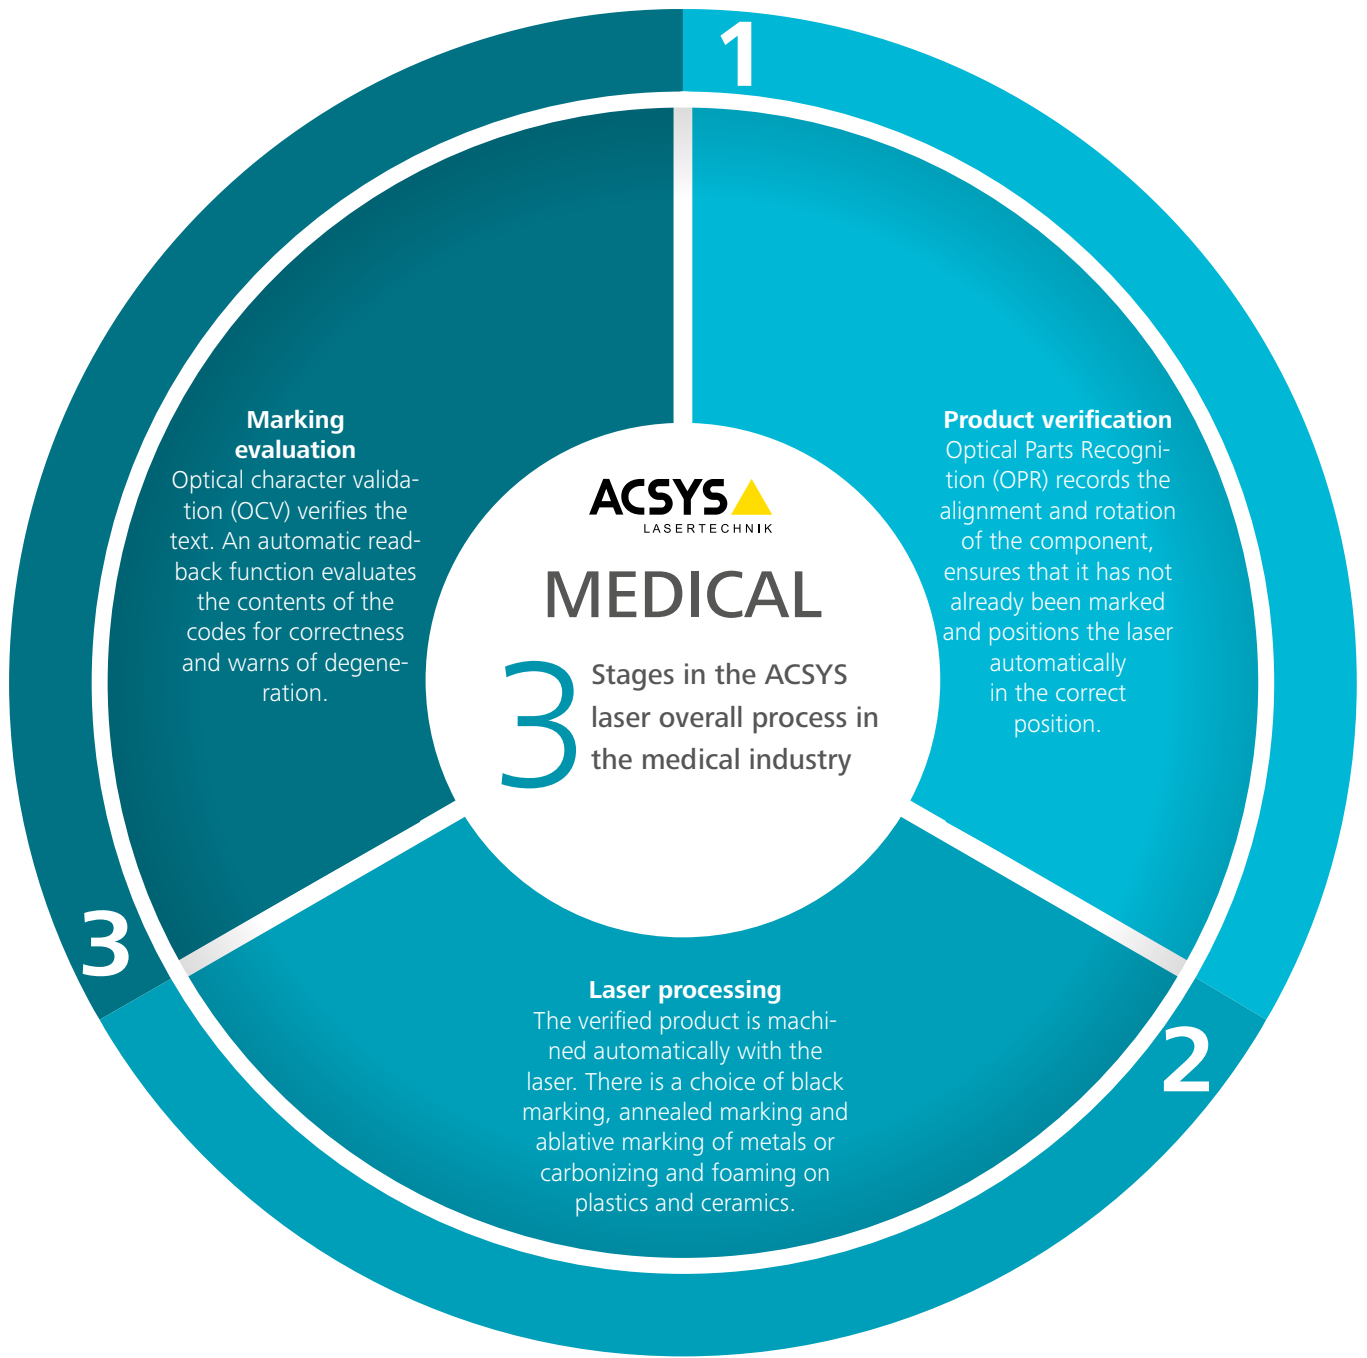 ACSYS
LASERTECHNIK
MEDICAL
3
Stages in the ACSYS
laser overall process in
the medical industry
1
Product verification
Optical Parts Recogni-
tion (OPR) records the
alignment and rotation
of the component,
ensures that it has not
already been marked
and positions the laser
automatically
in the correct
position.
2
Laser processing
The verified product is machi-
ned automatically with the
laser. There is a choice of black
marking, annealed marking and
ablative marking of metals or
carbonizing and foaming on
plastics and ceramics.
3
Marking
evaluation
Optical character valida-
tion (OCV) verifies the
text. An automatic read-
back function evaluates
the contents of the
codes for correctness
and warns of degene-
ration.